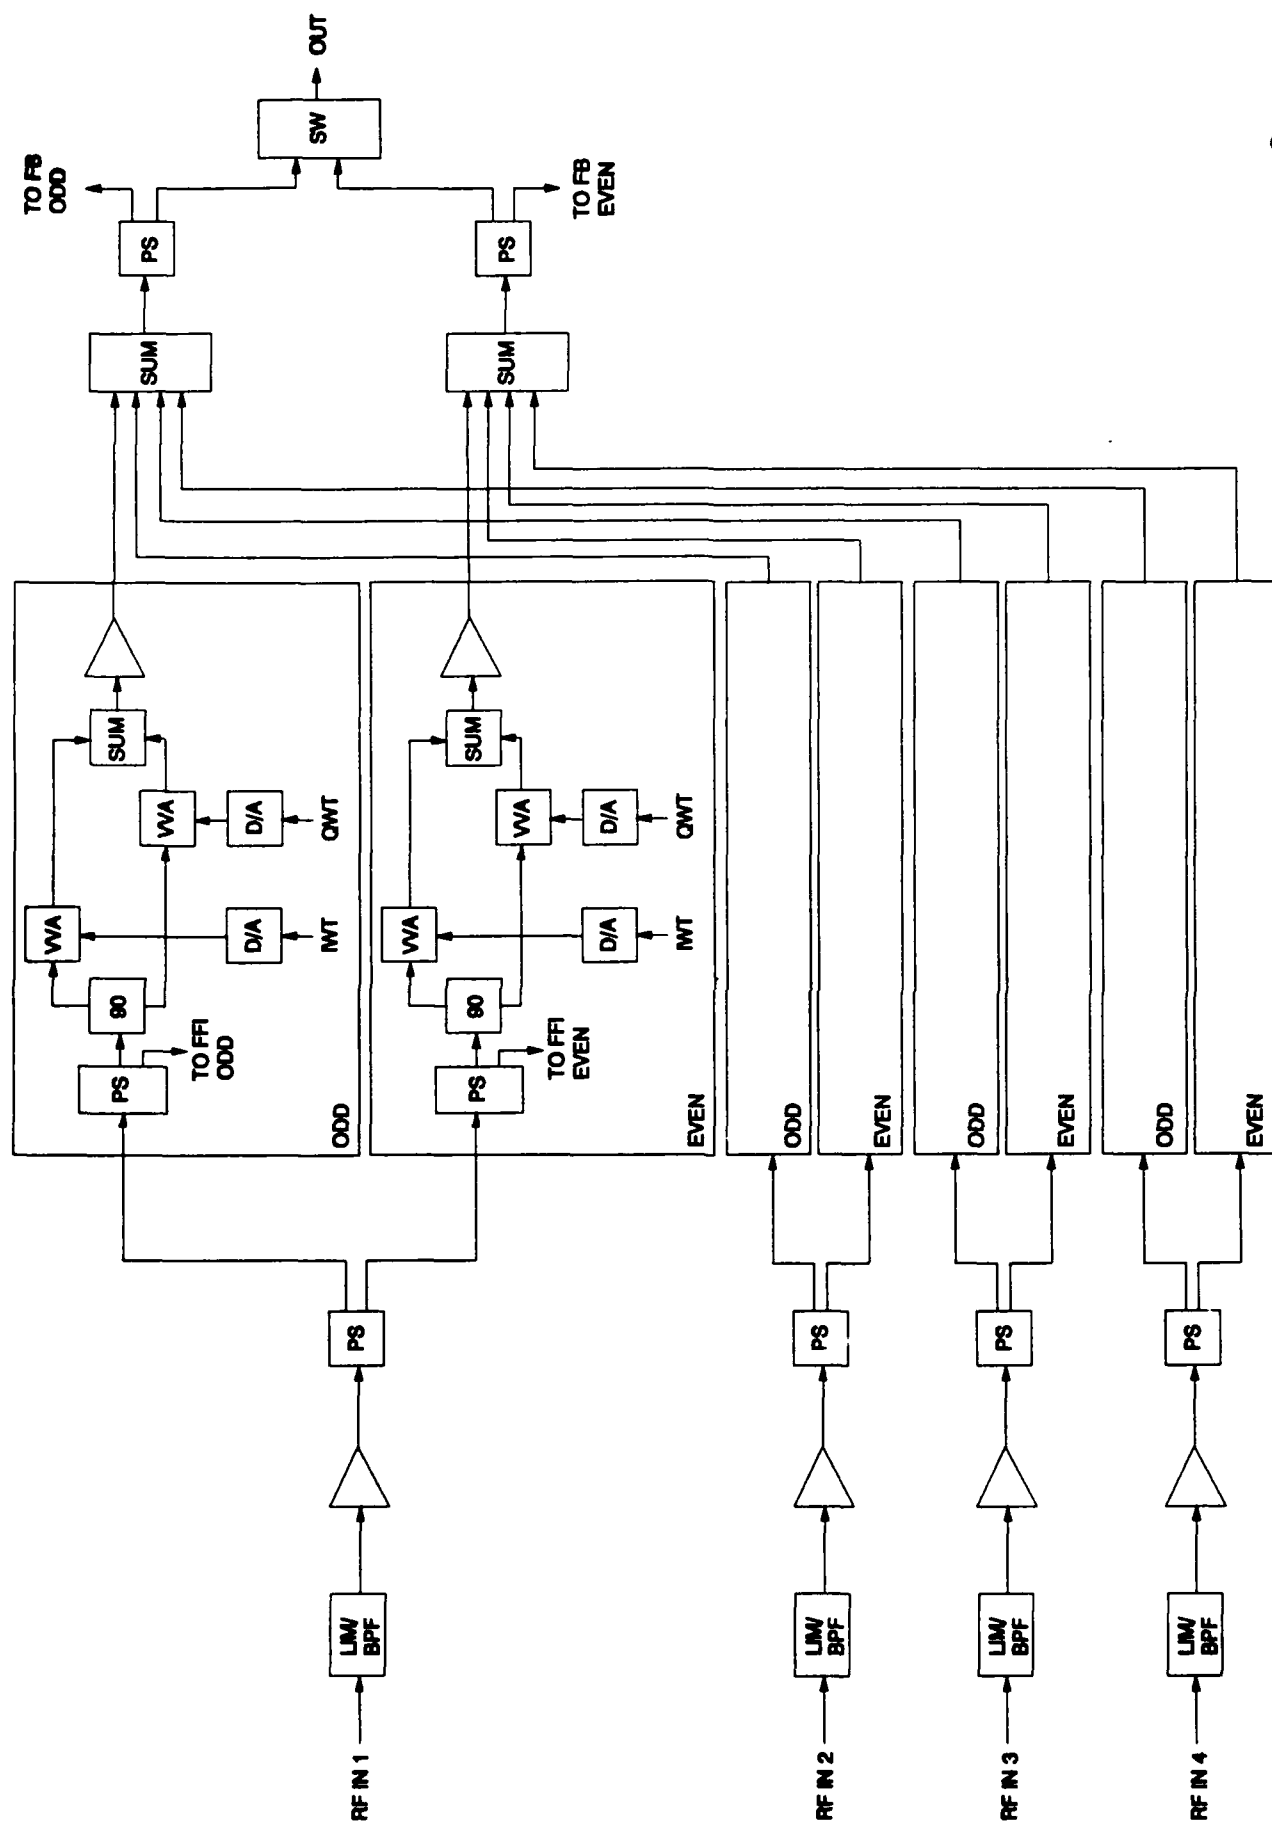 RF IN 1
LIM/
BPF
PS
PS
TO FFI
ODD
90
VVA
D/A
IWT
VVA
D/A
QWT
SUM
ODD
SUM
PS
TO FB
ODD
SW
OUT
PS
TO FFI
EVEN
90
VVA
D/A
IWT
VVA
D/A
QWT
SUM
EVEN
SUM
PS
TO FB
EVEN
RF IN 2
LIM/
BPF
PS
ODD
EVEN
RF IN 3
LIM/
BPF
PS
ODD
EVEN
RF IN 4
LIM/
BPF
PS
ODD
EVEN